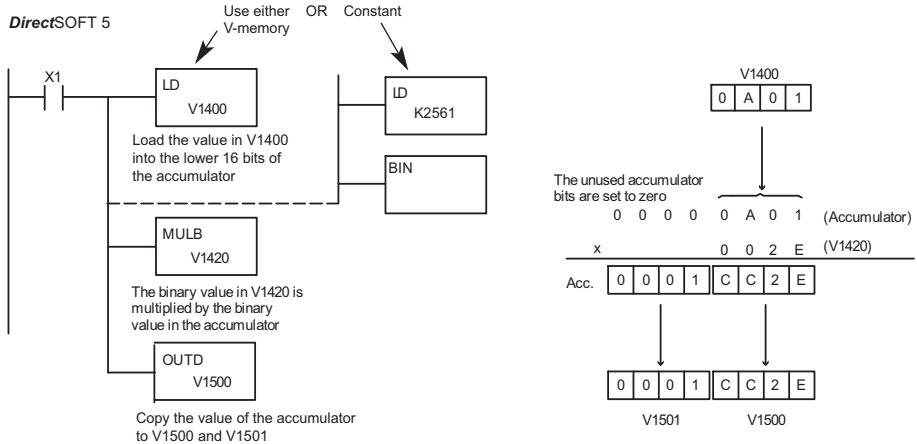 DirectSOFT 5
Use either OR Constant
V-memory
X1
LD
V1400
LD
K2561
Load the value in V1400
into the lower 16 bits of
the accumulator
BIN
MULB
V1420
The binary value in V1420 is
multiplied by the binary
value in the accumulator
OUTD
V1500
Copy the value of the accumulator
to V1500 and V1501
V1400
0 A 0 1
The unused accumulator
bits are set to zero
0 0 0 0 0 A 0 1 (Accumulator)
x 0 0 2 E (V1420)
Acc. 0 0 0 1 C C 2 E
0 0 0 1 C C 2 E
V1501 V1500